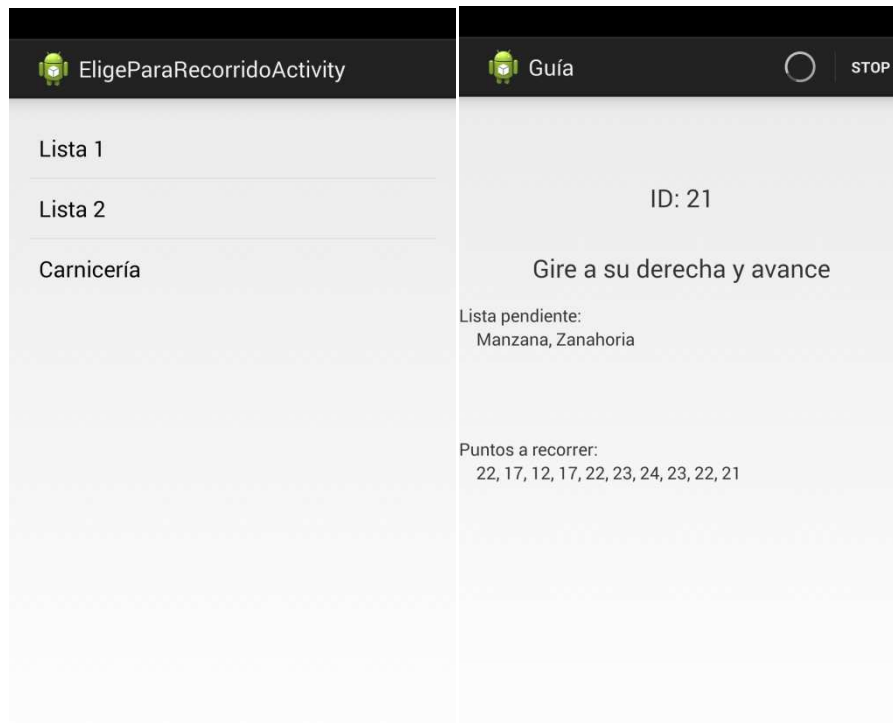 EligeParaRecorridoActivity
Lista 1
Lista 2
Carnicería
Guía
STOP
ID: 21
Gire a su derecha y avance
Lista pendiente:
Manzana, Zanahoria
Puntos a recorrer:
22, 17, 12, 17, 22, 23, 24, 23, 22, 21